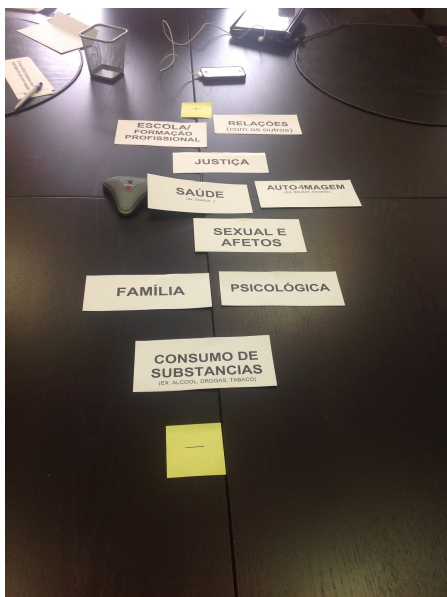 +
ESCOLA/
FORMAÇÃO
PROFISSIONAL
RELAÇÕES
(com os outros)
JUSTIÇA
SAÚDE
AUTO-IMAGEM
SEXUAL E
AFETOS
FAMÍLIA
PSICOLÓGICA
CONSUMO DE
SUBSTANCIAS
(EX. ALCOOL, DROGAS, TABACO)
—